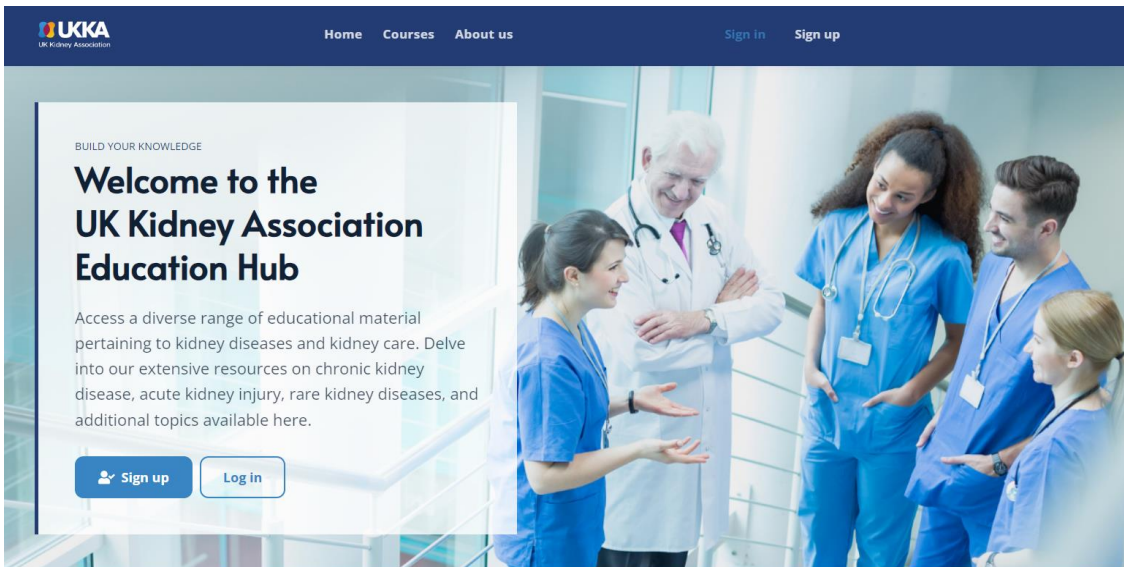 UKKA
UK Kidney Association
Home Courses About us Sign in Sign up
BUILD YOUR KNOWLEDGE
Welcome to the
UK Kidney Association
Education Hub
Access a diverse range of educational material
pertaining to kidney diseases and kidney care. Delve
into our extensive resources on chronic kidney
disease, acute kidney injury, rare kidney diseases, and
additional topics available here.
Sign up Log in